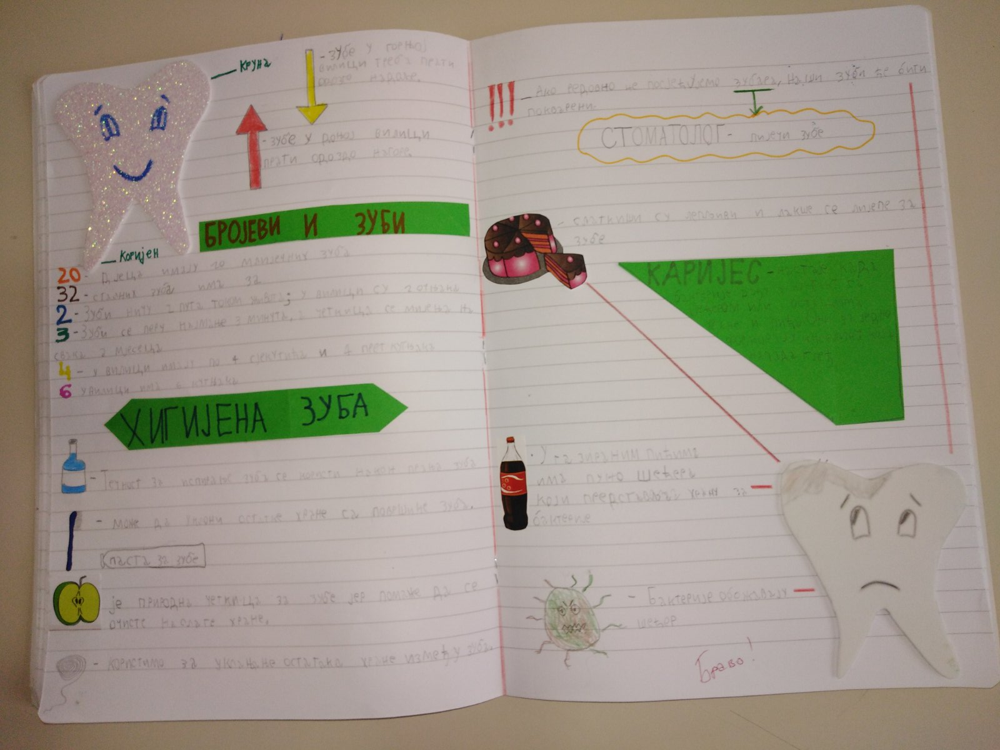 Круна
- Зубе у горњој
вилици треба прати
одозго надоле.
- зубе у доњој вилици
прати одоздо нагоре.
БРОЈЕВИ И ЗУБИ
Коријен
20 - Дјеца имају 20 млијечних зуба
32 - сталних зуба има 32
2 - Зуби ничу 2 пута током живота; у вилици су 2 очњака
3 - Зуби се перу најмање 3 минута, а четкица се мијења на
свака 2 мјесеца
4 - у вилици имају по 4 сјекутића и 4
6 у вилици има 6 кутњака
ХИГИЈЕНА ЗУБА
- Течност за испирање зуба се користи након прања зуба
- може да уклони остатке хране са површине зуба.
паста за зубе
је природна четкица за зубе јер помаже да се
очисте наслаге хране.
- користимо за уклањање остатака хране између зуба.
!!! - Ако редовно не посјећујемо зубара, наши зуби ће бити
покварени.
СТОМАТОЛОГ - лијечи зубе
- слаткиши су љепљиви и лакше се лијепе за
зубе
КАРИЈЕС -
У газираним пићима
има пуно шећера
који представља храну за
бактерије
- Бактерије обожавају
шећер
Браво!